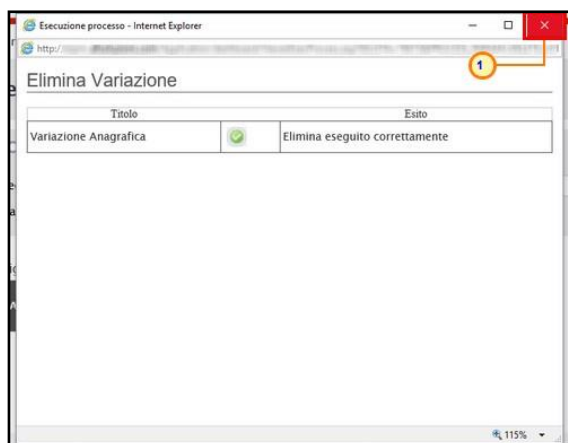 Esecuzione processo - Internet Explorer
http:/
1
Elimina Variazione
Titolo Esito
Variazione Anagrafica Elimina eseguito correttamente
115%